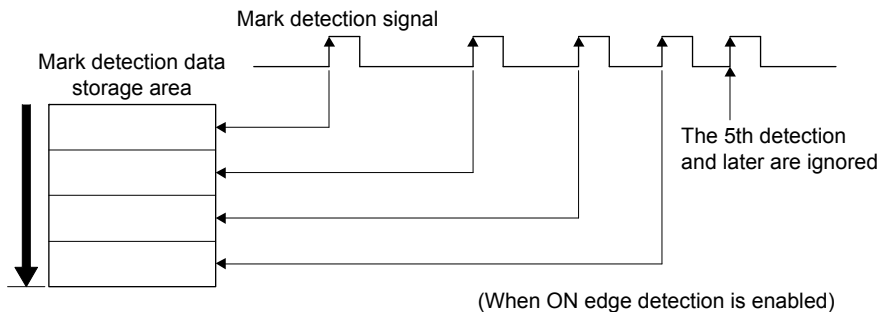 Mark detection signal
Mark detection data
storage area
The 5th detection
and later are ignored
(When ON edge detection is enabled)